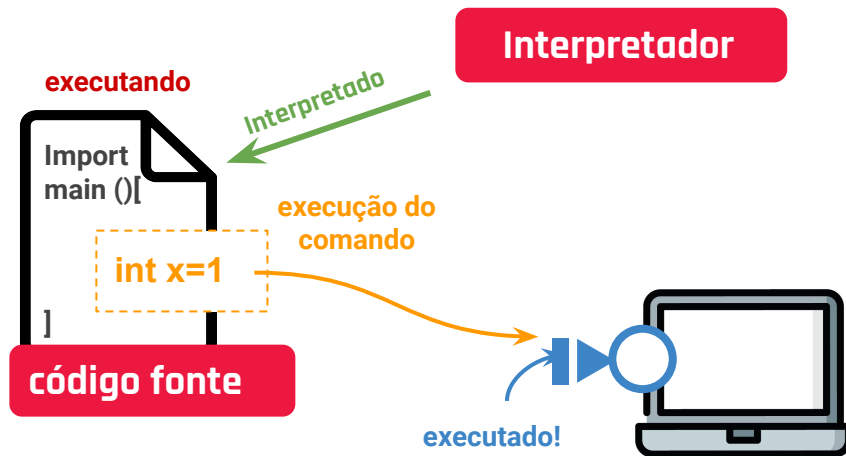 Interpretador
executando
Interpretado
Import
main ()[
execução do
comando
int x=1
]
código fonte
executado!